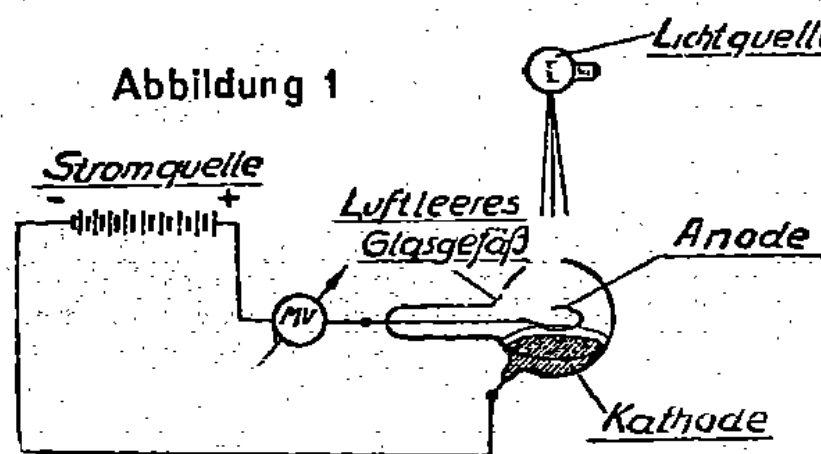 Lichtquelle
Abbildung 1
Stromquelle
- +
Luftleeres
Glasgefäß
Anode
MV
Kathode